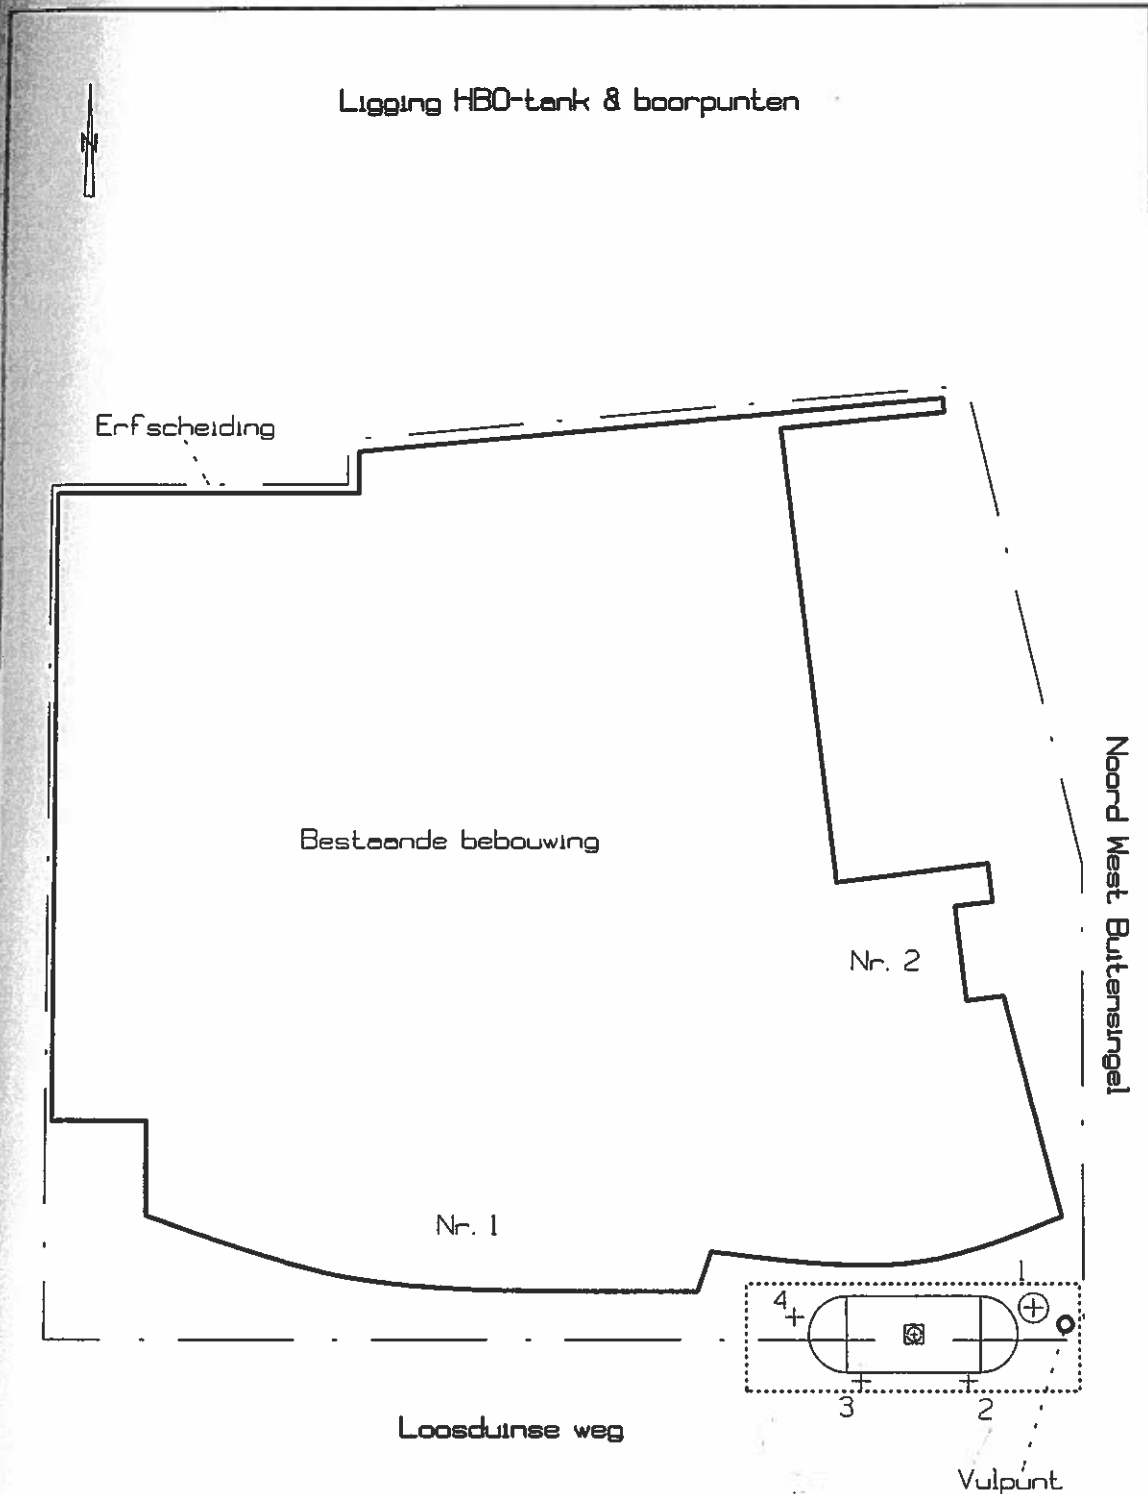 Ligging HBO-tank & boorpunten
N
Erfscheiding
Bestaande bebouwing
Noord West Buitensingel
Nr. 2
Nr. 1
1
4
3
2
Loosduinse weg
Vulpunt